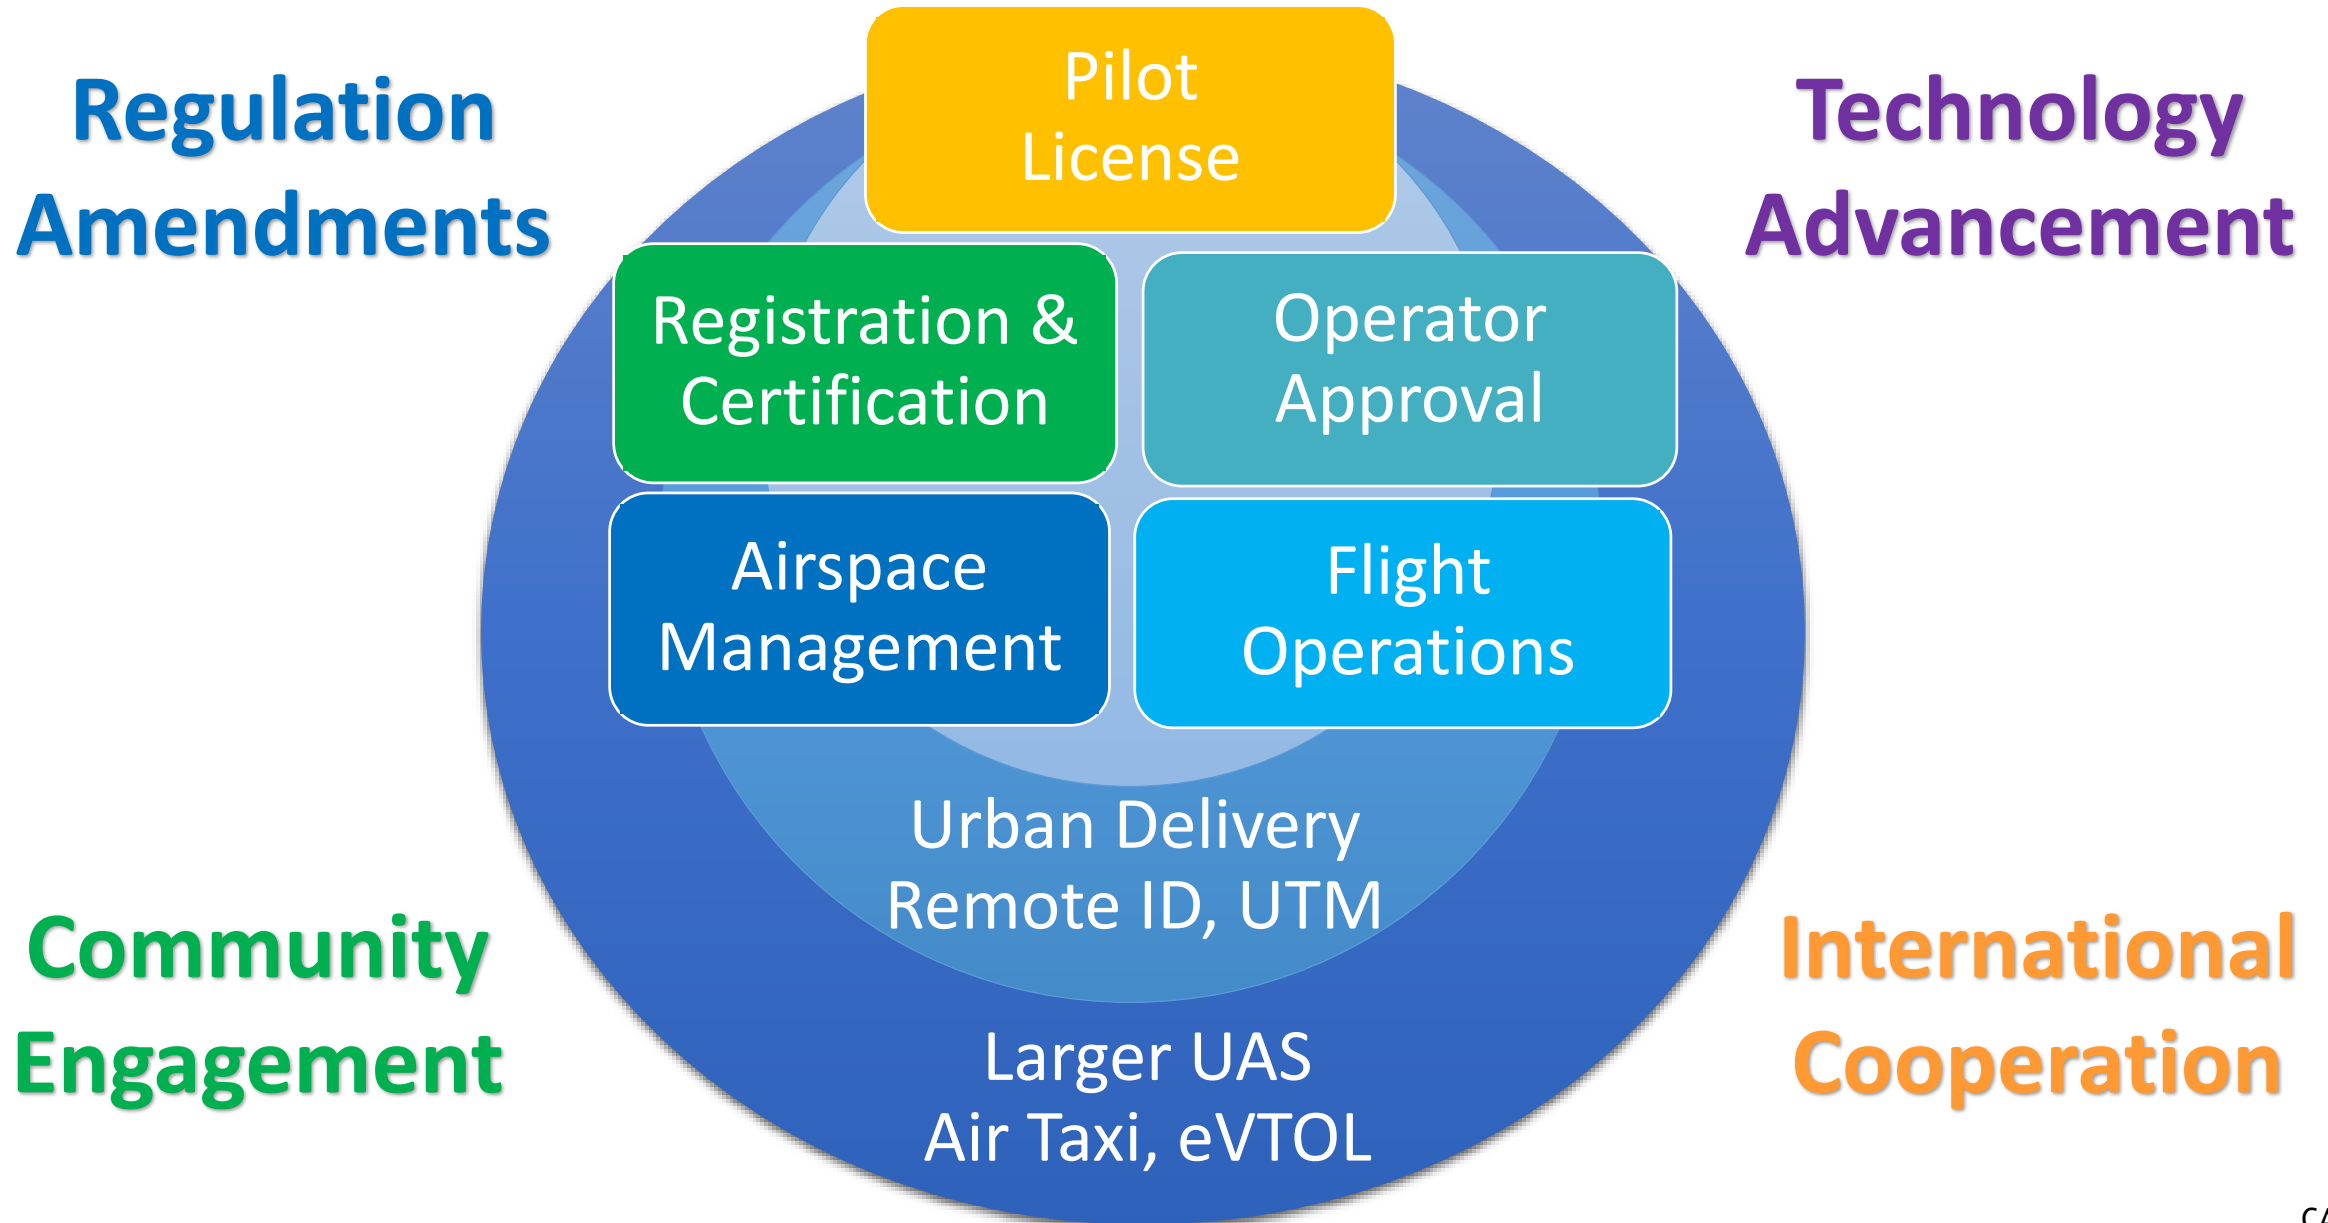 Pilot
License
Regulation
Amendments
Technology
Advancement
Registration &
Certification
Operator
Approval
Airspace
Management
Flight
Operations
Urban Delivery
Remote ID, UTM
Community
Engagement
International
Cooperation
Larger UAS
Air Taxi, eVTOL